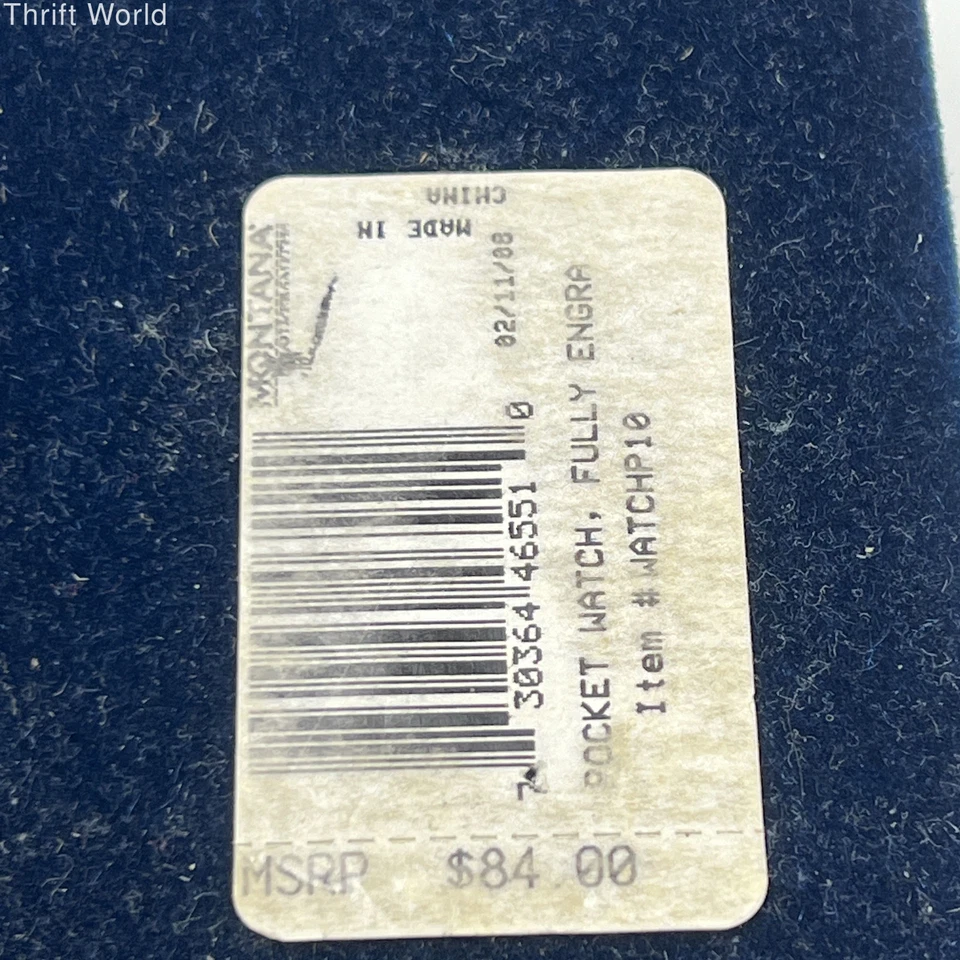 Thrift World
MADE IN
CHINA
MONTANA
02/11/08
7 30364 46551 0
POCKET WATCH, FULLY ENGRA
Item # WATCHP10
MSRP $84.00